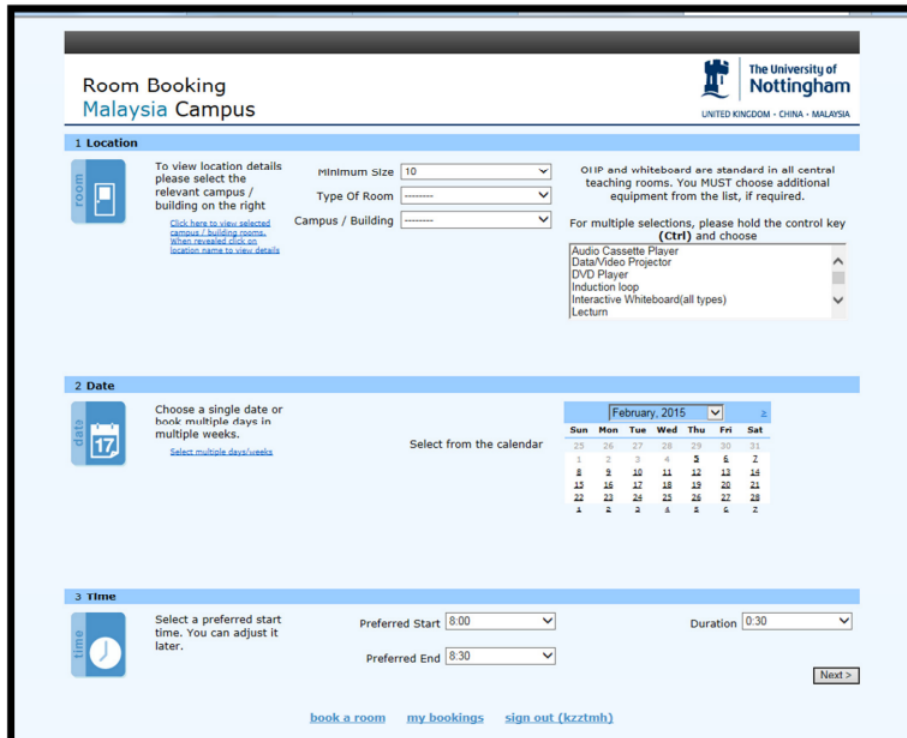 Room Booking
Malaysia Campus
The University of
Nottingham
UNITED KINGDOM - CHINA - MALAYSIA
1 Location
room
To view location details
please select the
relevant campus /
building on the right
Click here to view selected
campus / building rooms.
When revealed click on
location name to view details
Minimum Size 10
Type Of Room --------
Campus / Building --------
OHP and whiteboard are standard in all central
teaching rooms. You MUST choose additional
equipment from the list, if required.
For multiple selections, please hold the control key
(Ctrl) and choose
Audio Cassette Player
Data/Video Projector
DVD Player
Induction loop
Interactive Whiteboard(all types)
Lecturn
2 Date
date
17
Choose a single date or
book multiple days in
multiple weeks.
Select multiple days/weeks
Select from the calendar
February, 2015 >
Sun Mon Tue Wed Thu Fri Sat
25 26 27 28 29 30 31
1 2 3 4 5 6 7
8 9 10 11 12 13 14
15 16 17 18 19 20 21
22 23 24 25 26 27 28
1 2 3 4 5 6 7
3 Time
time
Select a preferred start
time. You can adjust it
later.
Preferred Start 8:00
Duration 0:30
Preferred End 8:30
Next >
book a room my bookings sign out (kzztmh)